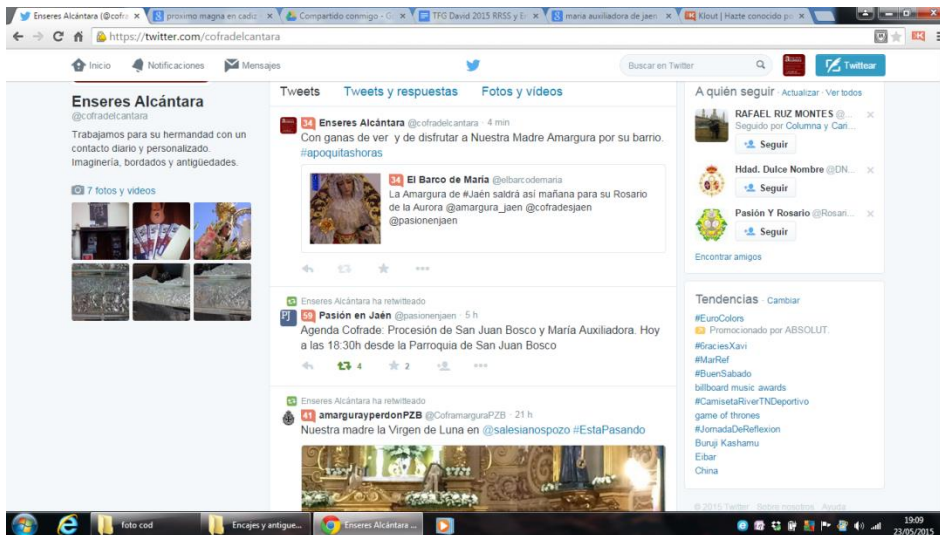 Enseres Alcántara (@cofra
proximo magna en cadiz
Compartido conmigo - G
TFG David 2015 RRSS y E
maria auxiliadora de jaen
Klout | Hazte conocido po
https://twitter.com/cofradelcantara
Inicio
Notificaciones
Mensajes
Buscar en Twitter
Twittear
Enseres Alcántara
@cofradelcantara
Trabajamos para su hermandad con un
contacto diario y personalizado.
Imaginería, bordados y antigüedades.
7 fotos y vídeos
Tweets Tweets y respuestas Fotos y vídeos
34 Enseres Alcántara @cofradelcantara · 4 min
Con ganas de ver y de disfrutar a Nuestra Madre Amargura por su barrio.
#apoquitashoras
34 El Barco de María @elbarcodemaria
La Amargura de #Jaén saldrá así mañana para su Rosario
de la Aurora @amargura_jaen @cofradesjaen
@pasionenjaen
Enseres Alcántara ha retwitteado
PJ
59 Pasión en Jaén @pasionenjaen · 5 h
Agenda Cofrade: Procesión de San Juan Bosco y María Auxiliadora. Hoy
a las 18:30h desde la Parroquia de San Juan Bosco
4
2
Enseres Alcántara ha retwitteado
41 amargurayperdonPZB @CoframarguraPZB · 21 h
Nuestra madre la Virgen de Luna en @salesianospozo #EstaPasando
A quién seguir · Actualizar · Ver todos
RAFAEL RUZ MONTES @...
Seguido por Columna y Cari...
Seguir
Hdad. Dulce Nombre @DN...
Seguir
Pasión Y Rosario @Rosari...
Seguir
Encontrar amigos
Tendencias · Cambiar
#EuroColors
Promocionado por ABSOLUT.
#6raciesXavi
#MarRef
#BuenSabado
billboard music awards
#CamisetaRiverTNDeportivo
game of thrones
#JornadaDeReflexion
Buruji Kashamu
Eibar
China
© 2015 Twitter Sobre nosotros Ayuda
foto cod
Encajes y antigue...
Enseres Alcántara ...
19:09
23/05/2015